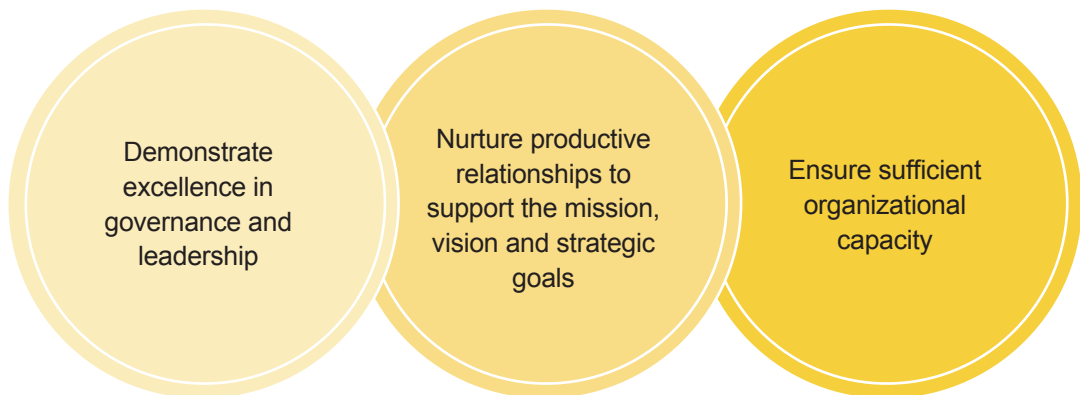 Demonstrate
excellence in
governance and
leadership
Nurture productive
relationships to
support the mission,
vision and strategic
goals
Ensure sufficient
organizational
capacity